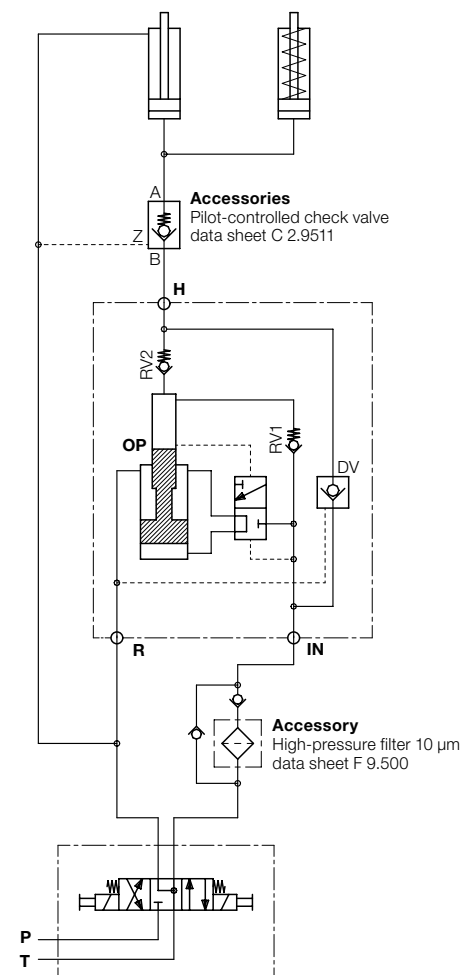 A
Accessories
Pilot-controlled check valve
data sheet C 2.9511
Z
B
H
RV2
OP
RV1
DV
R
IN
Accessory
High-pressure filter 10 µm
data sheet F 9.500
P
T